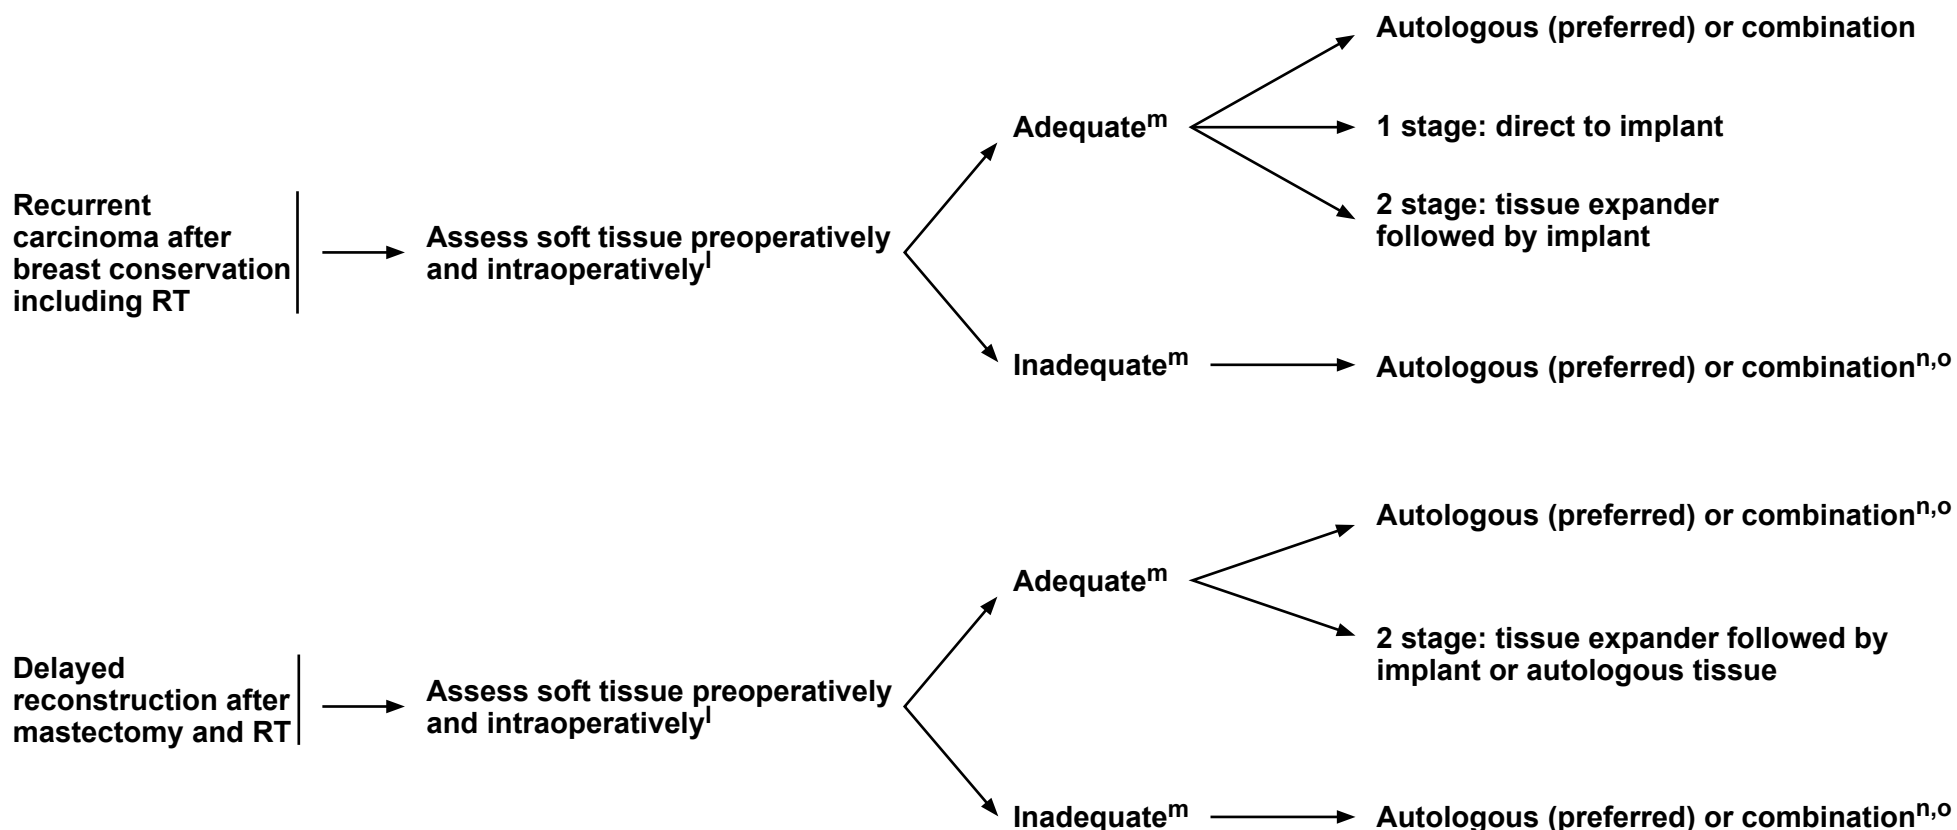 Recurrent
carcinoma after
breast conservation
including RT
Assess soft tissue preoperatively
and intraoperativelyˡ
Adequateᵐ
Autologous (preferred) or combination
1 stage: direct to implant
2 stage: tissue expander
followed by implant
Inadequateᵐ
Autologous (preferred) or combinationⁿ,ᵒ
Delayed
reconstruction after
mastectomy and RT
Assess soft tissue preoperatively
and intraoperativelyˡ
Adequateᵐ
Autologous (preferred) or combinationⁿ,ᵒ
2 stage: tissue expander followed by
implant or autologous tissue
Inadequateᵐ
Autologous (preferred) or combinationⁿ,ᵒ